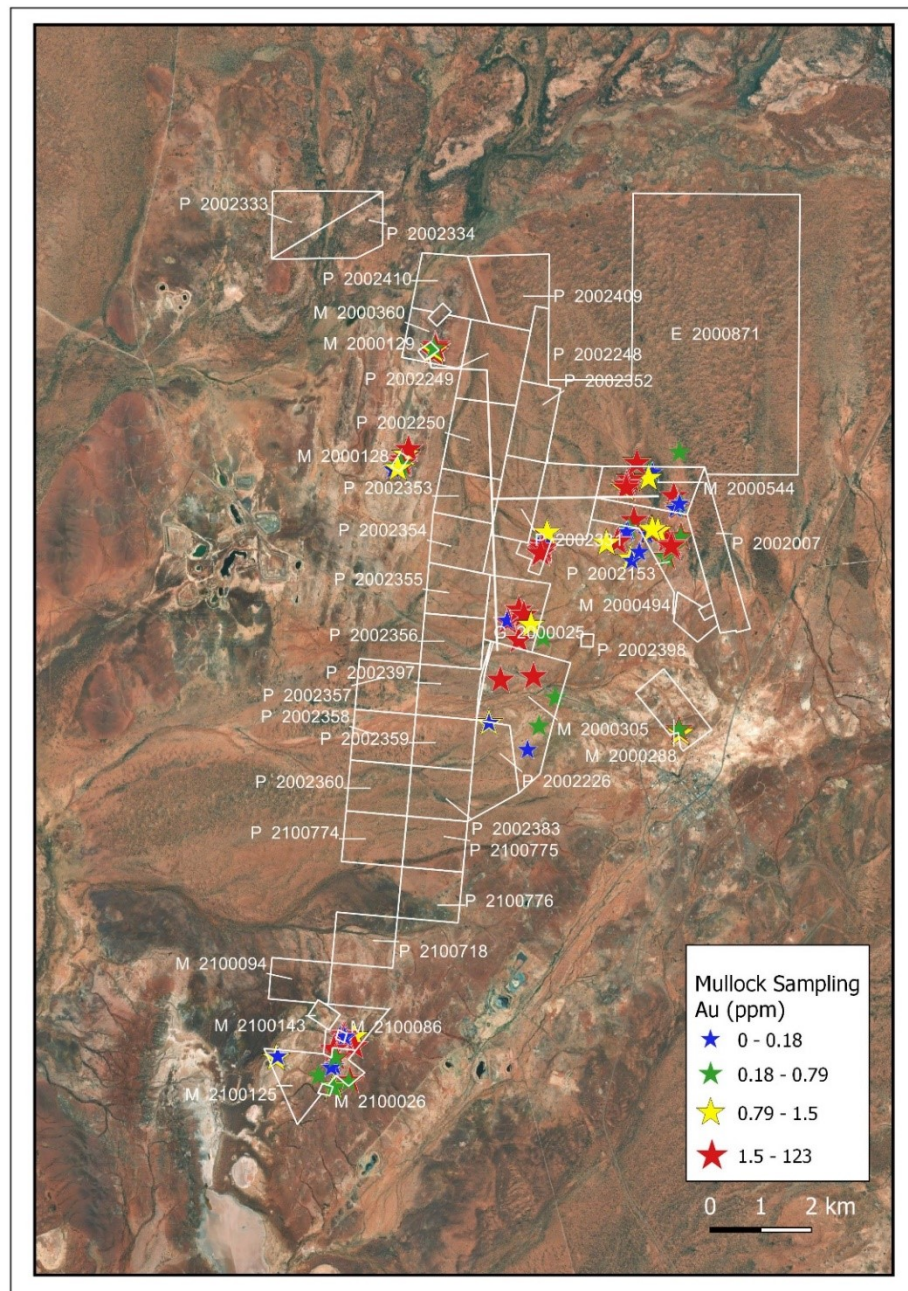 P 2002333
P 2002334
P 2002410
P 2002409
M 2000360
E 2000871
M 2000129
P 2002248
P 2002249
P 2002352
P 2002250
M 2000128
P 2002353
M 2000544
P 2002354
P 2002007
P 2002153
P 2002355
M 2000494
P 2002356
G 2000025
P 2002398
P 2002397
P 2002357
P 2002358
M 2000305
P 2002359
M 2000288
P 2002360
P 2002226
P 2100774
P 2002383
P 2100775
P 2100776
P 2100718
M 2100094
M 2100143
M 2100086
M 2100125
M 2100026
Mullock Sampling
Au (ppm)
0 - 0.18
0.18 - 0.79
0.79 - 1.5
1.5 - 123
0 1 2 km